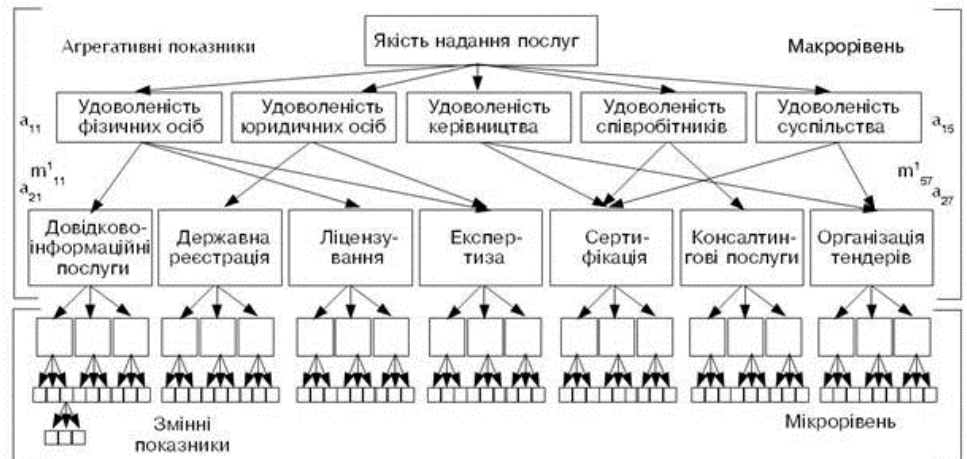 Агрегативні показники
Якість надання послуг
Макрорівень
a11
Удоволеність
фізичних осіб
Удоволеність
юридичних осіб
Удоволеність
керівництва
Удоволеність
співробітників
Удоволеність
суспільства
a15
m¹11
a21
m¹57
a27
Довідково-
інформаційні
послуги
Державна
реєстрація
Ліцензу-
вання
Експер-
тиза
Серти-
фікація
Консалтин-
гові послуги
Організація
тендерів
Змінні
показники
Мікрорівень